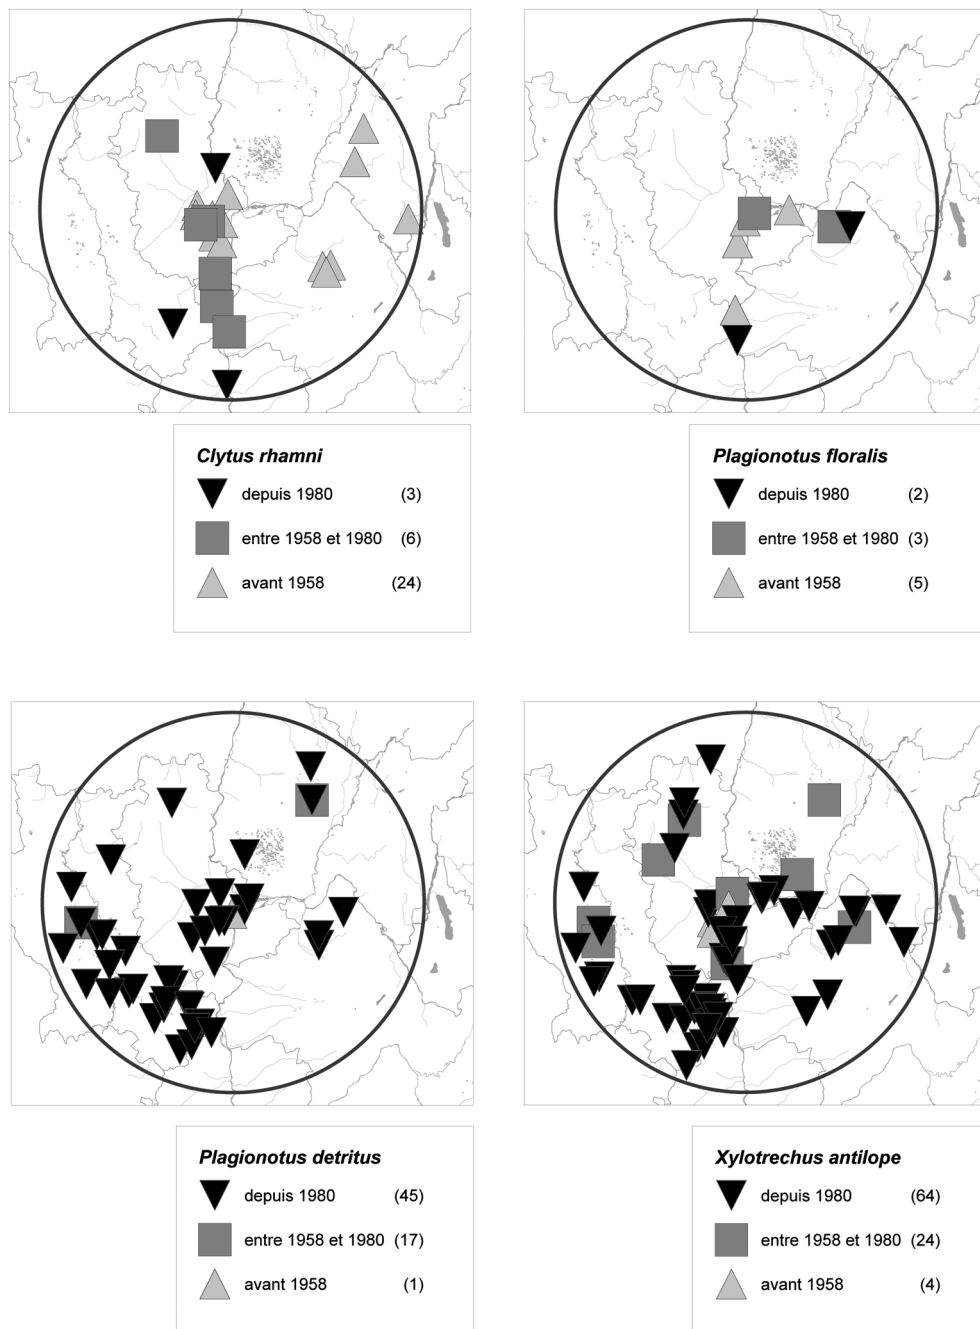 Clytus rhamni
depuis 1980 (3)
entre 1958 et 1980 (6)
avant 1958 (24)
Plagionotus floralis
depuis 1980 (2)
entre 1958 et 1980 (3)
avant 1958 (5)
Plagionotus detritus
depuis 1980 (45)
entre 1958 et 1980 (17)
avant 1958 (1)
Xylotrechus antilope
depuis 1980 (64)
entre 1958 et 1980 (24)
avant 1958 (4)